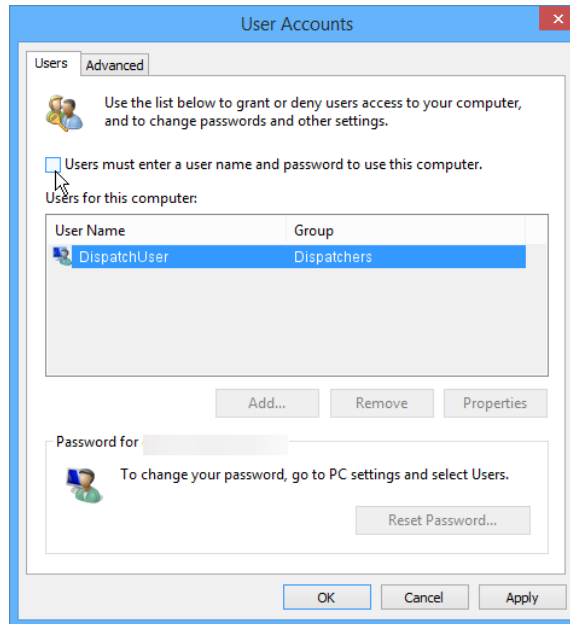 User Accounts
Users
Advanced
Use the list below to grant or deny users access to your computer,
and to change passwords and other settings.
Users must enter a user name and password to use this computer.
Users for this computer:
User Name Group
DispatchUser Dispatchers
Add... Remove Properties
Password for
To change your password, go to PC settings and select Users.
Reset Password...
OK Cancel Apply